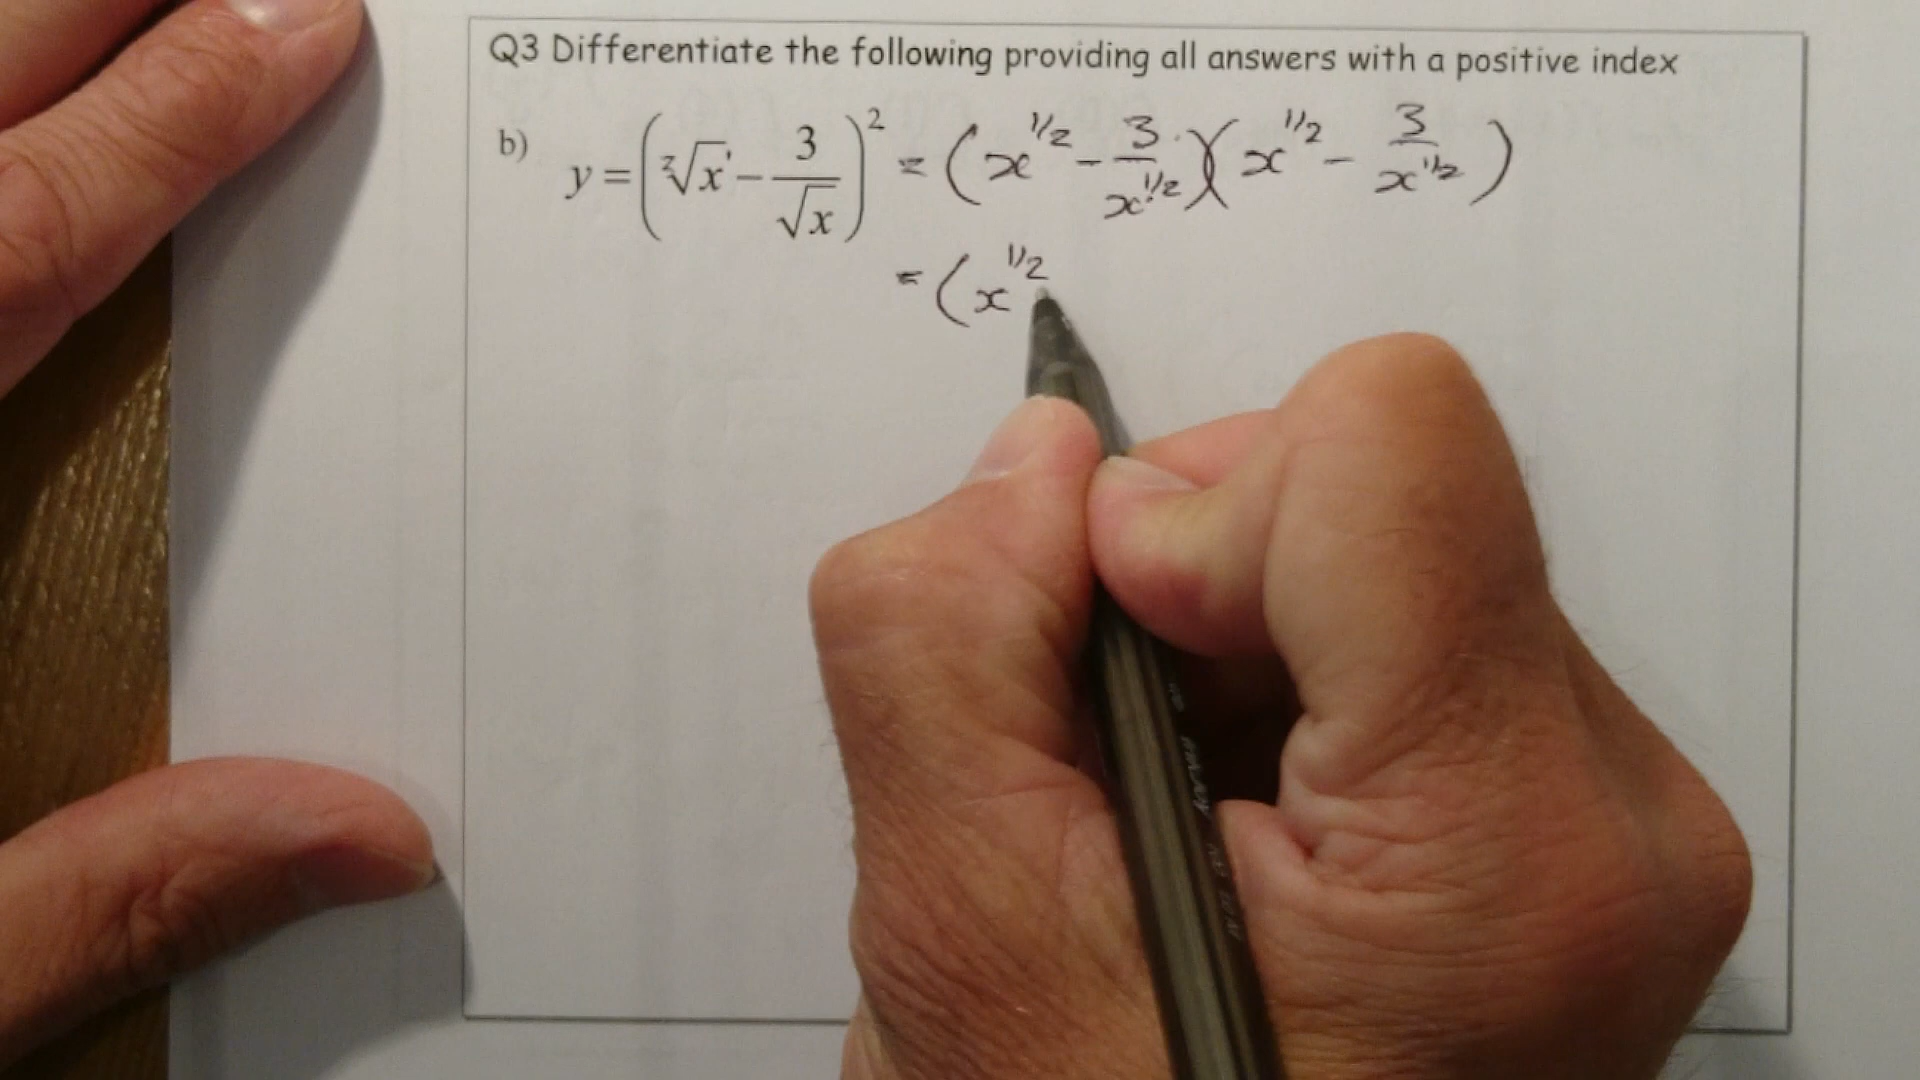 Q3 Differentiate the following providing all answers with a positive index
b) y = (²√x - 3/√x)² = (x^1/2 - 3/x^1/2)(x^1/2 - 3/x^1/2)
= (x^1/2